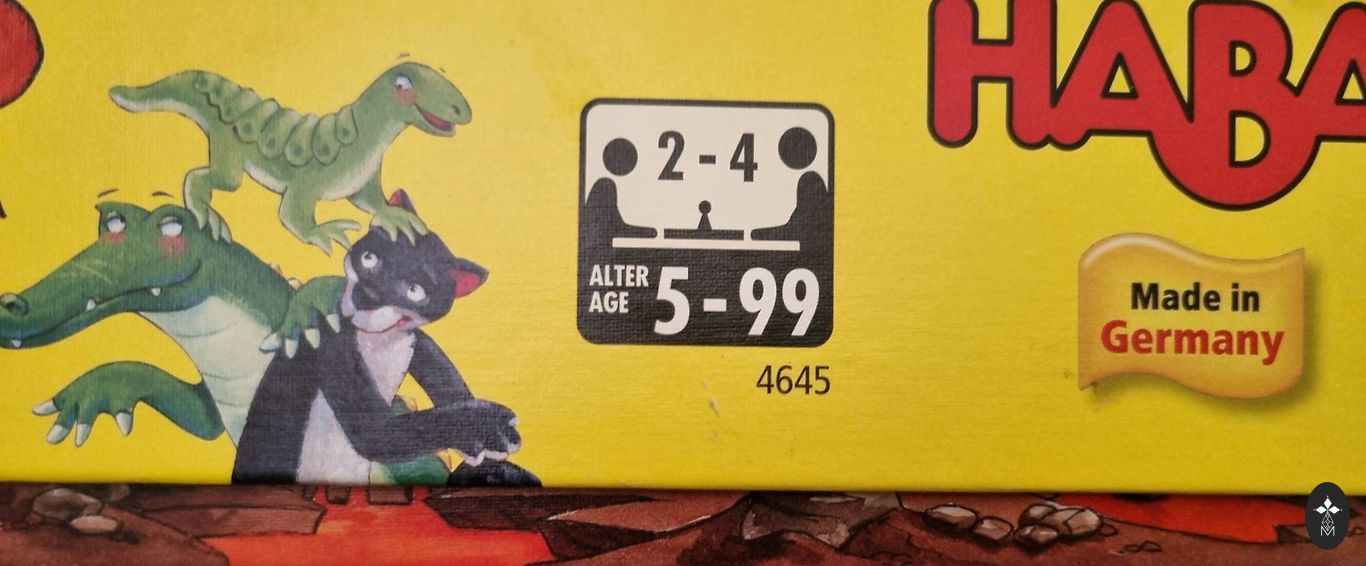 HABA
2 - 4
ALTER
AGE
5 - 99
4645
Made in
Germany
M